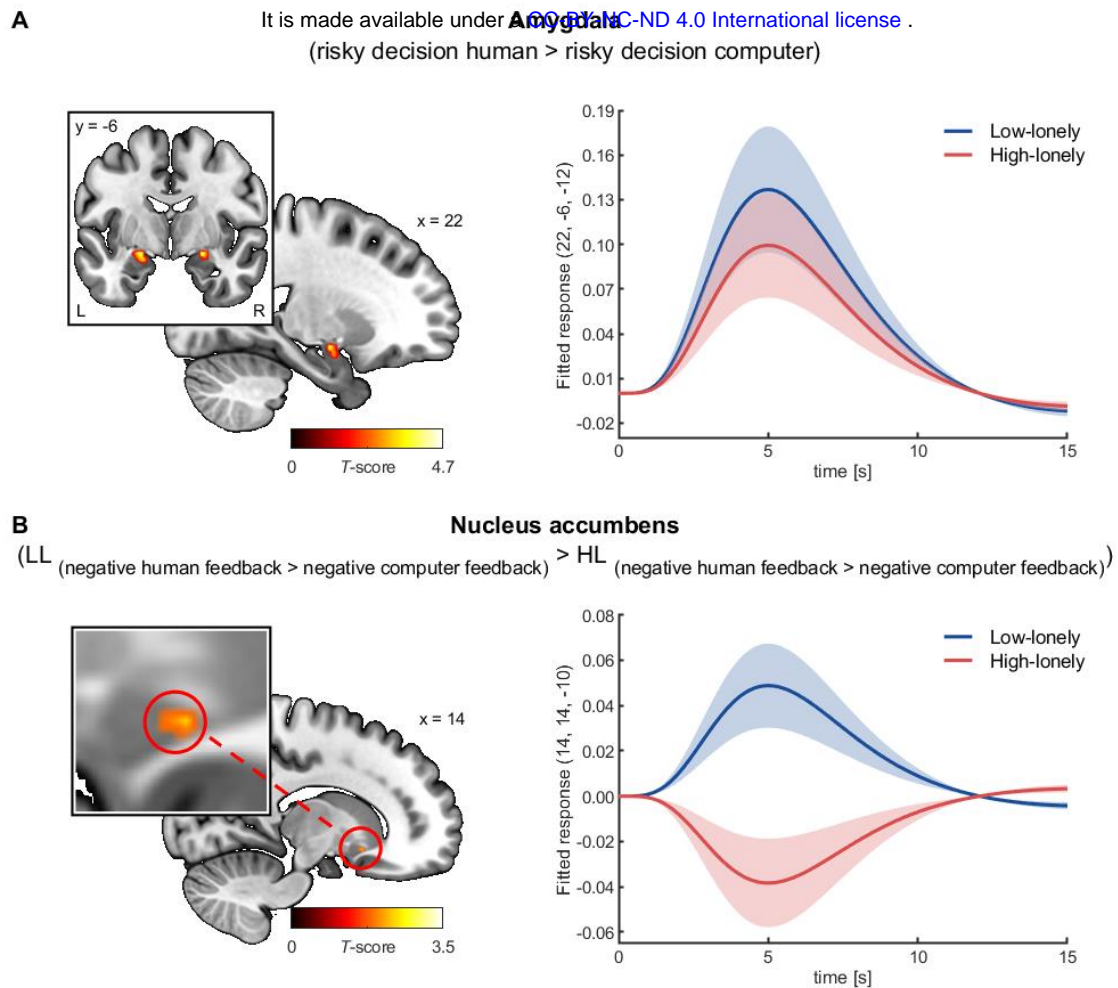 A
It is made available under a CC-BY-NC-ND 4.0 International license .
Amygdala
(risky decision human > risky decision computer)
y = -6
L
R
x = 22
0
T-score
4.7
0.19
0.16
0.13
0.10
0.07
0.04
0.01
-0.02
Fitted response (22, -6, -12)
Low-lonely
High-lonely
0
5
10
15
time [s]
B
Nucleus accumbens
(LL (negative human feedback > negative computer feedback) > HL (negative human feedback > negative computer feedback))
x = 14
0
T-score
3.5
0.08
0.06
0.04
0.02
0.00
-0.02
-0.04
-0.06
Fitted response (14, 14, -10)
Low-lonely
High-lonely
0
5
10
15
time [s]